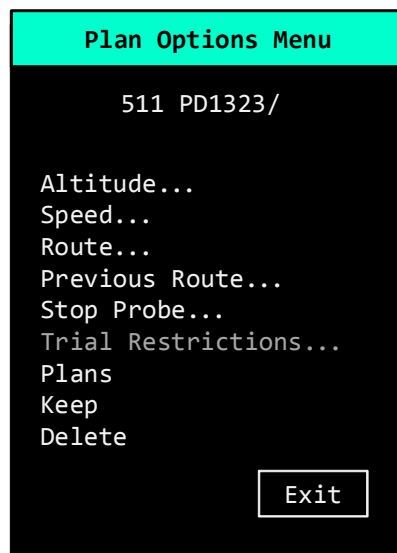 Plan Options Menu
511 PD1323/
Altitude...
Speed...
Route...
Previous Route...
Stop Probe...
Trial Restrictions...
Plans
Keep
Delete
Exit